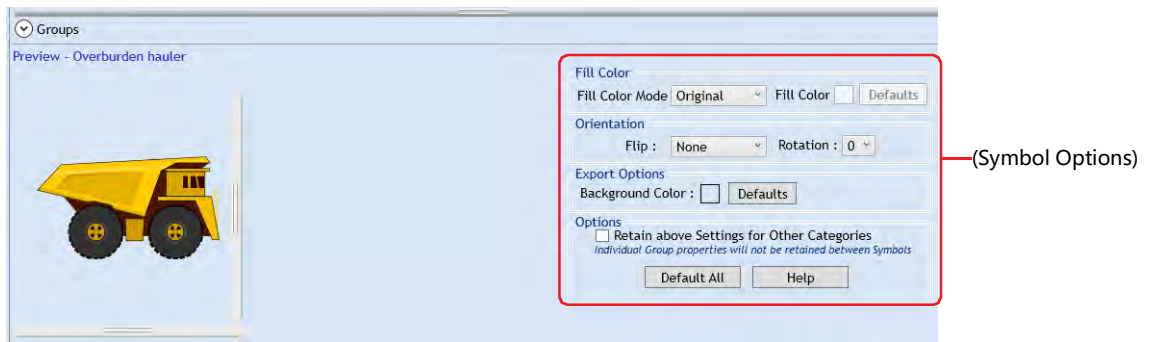 Groups
Preview - Overburden hauler
Fill Color
Fill Color Mode Original Fill Color Defaults
Orientation
Flip : None Rotation : 0
Export Options
Background Color : Defaults
Options
Retain above Settings for Other Categories
Individual Group properties will not be retained between Symbols
Default All Help
(Symbol Options)